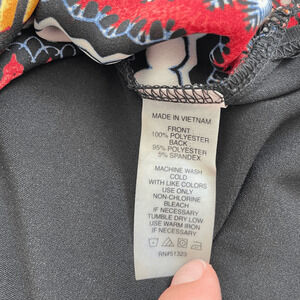 MADE IN VIETNAM
FRONT
100% POLYESTER
BACK
95% POLYESTER
5% SPANDEX
MACHINE WASH
COLD
WITH LIKE COLORS
USE ONLY
NON-CHLORINE
BLEACH
IF NECESSARY
TUMBLE DRY LOW
USE WARM IRON
IF NECESSARY
RN#51323